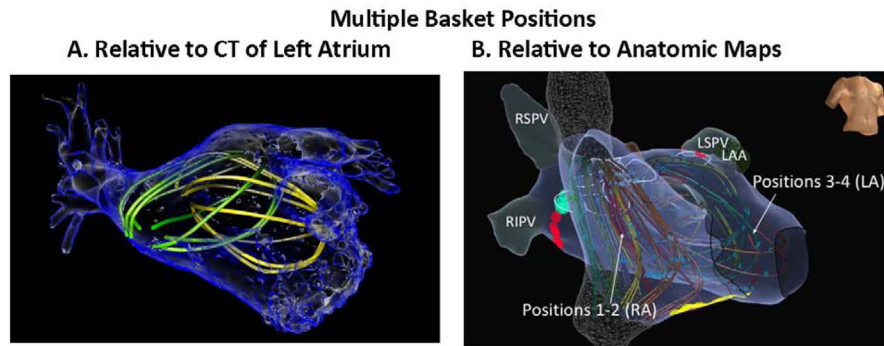 Multiple Basket Positions
A. Relative to CT of Left Atrium
B. Relative to Anatomic Maps
RSPV
LSPV
LAA
Positions 3-4 (LA)
RIPV
Positions 1-2 (RA)